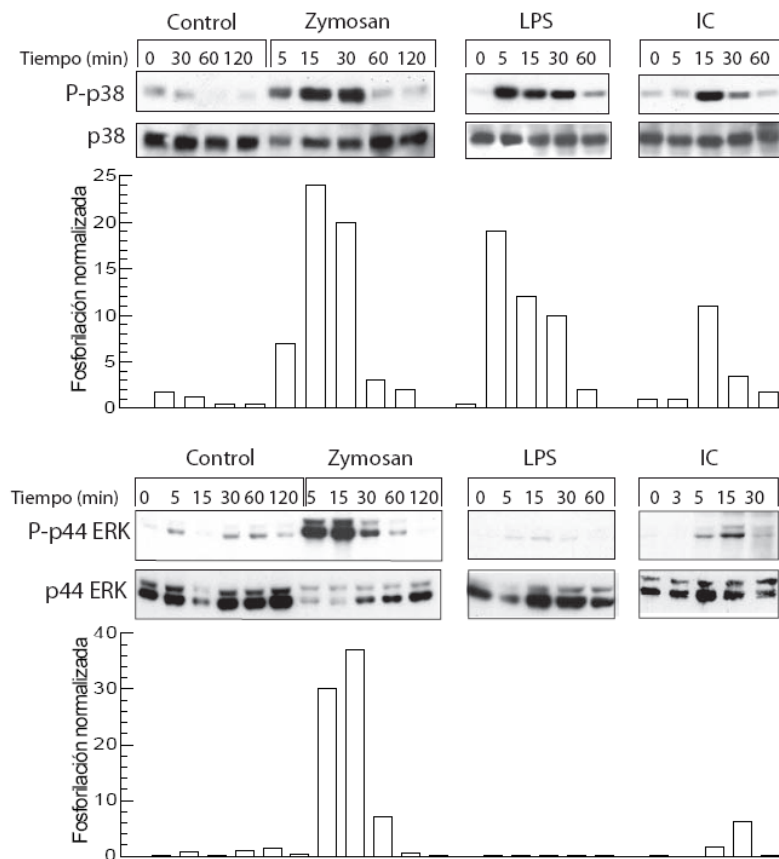 Control Zymosan LPS IC
Tiempo (min) 0 30 60 120 5 15 30 60 120 0 5 15 30 60 0 5 15 30 60
P-p38
p38
25
20
15
10
5
0
Fosforilación normalizada
Control Zymosan LPS IC
Tiempo (min) 0 5 15 30 60 120 5 15 30 60 120 0 5 15 30 60 0 3 5 15 30
P-p44 ERK
p44 ERK
40
30
20
10
0
Fosforilación normalizada